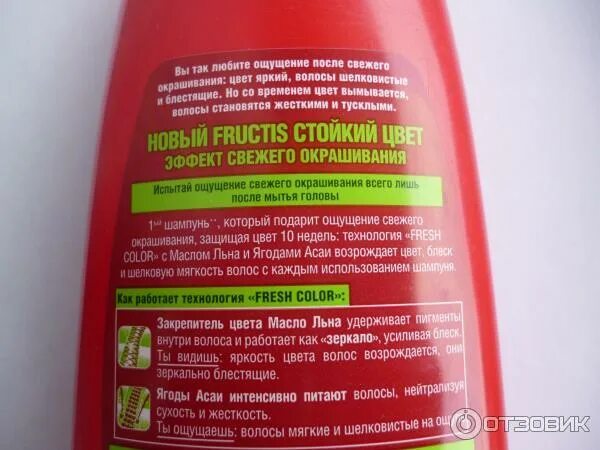 Вы так любите ощущение после свежего
окрашивания: цвет яркий, волосы шелковистые
и блестящие. Но со временем цвет вымывается,
волосы становятся жесткими и тусклыми.
НОВЫЙ FRUCTIS СТОЙКИЙ ЦВЕТ
ЭФФЕКТ СВЕЖЕГО ОКРАШИВАНИЯ
Испытай ощущение свежего окрашивания всего лишь
после мытья головы
1ый шампунь**, который подарит ощущение свежего
окрашивания, защищая цвет 10 недель: технология «FRESH
COLOR» с Маслом Льна и Ягодами Асаи возрождает цвет, блеск
и шелковую мягкость волос с каждым использованием шампуня.
Как работает технология «FRESH COLOR»:
Закрепитель цвета Масло Льна удерживает пигменты
внутри волоса и работает как «зеркало», усиливая блеск.
Ты видишь: яркость цвета волос возрождается, они
зеркально блестящие.
Ягоды Асаи интенсивно питают волосы, нейтрализуя
сухость и жесткость.
Ты ощущаешь: волосы мягкие и шелковистые на ощ
ОТЗОВИК